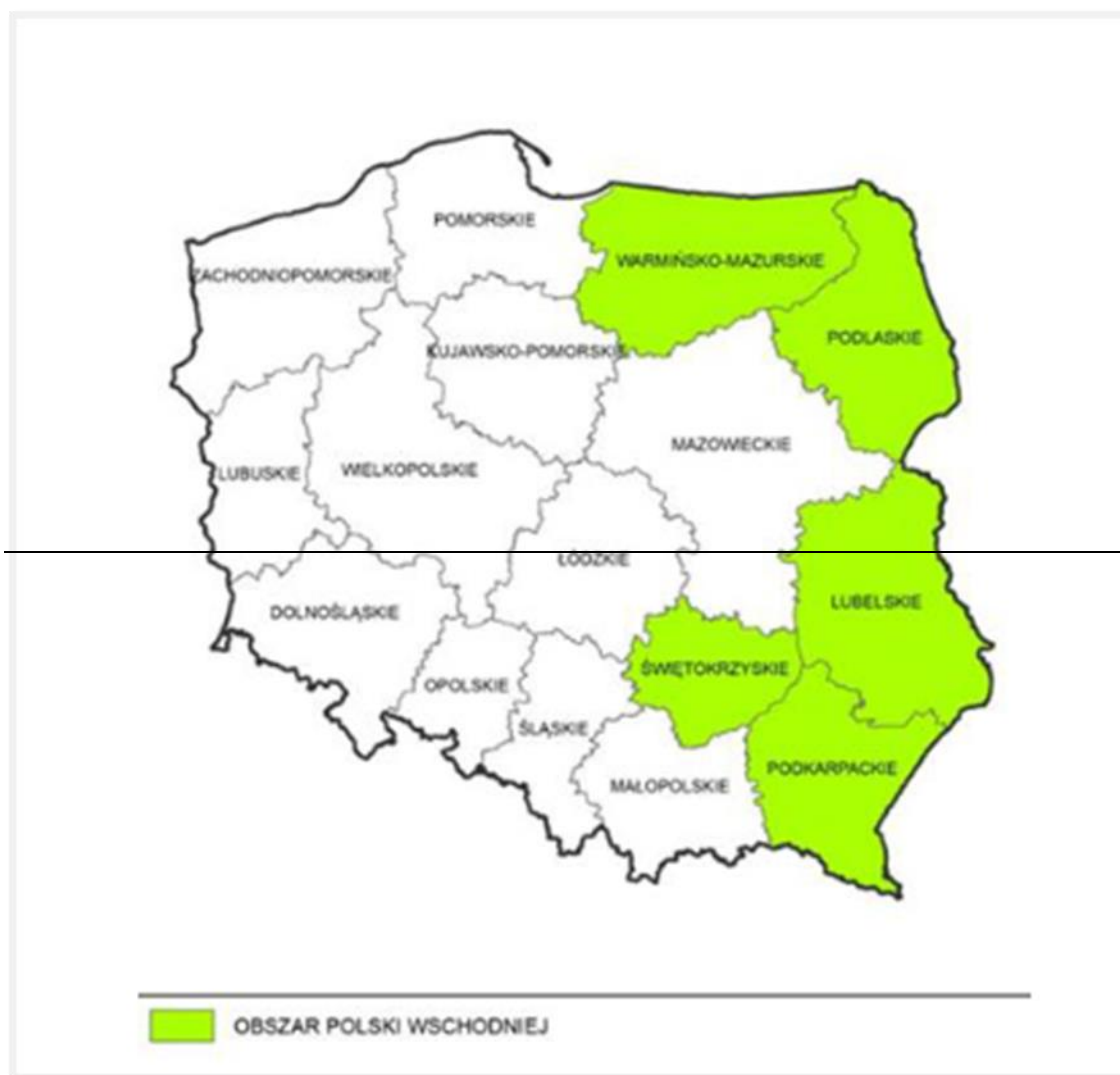 POMORSKIE
WARMIŃSKO-MAZURSKIE
ZACHODNIOPOMORSKIE
PODLASKIE
KUJAWSKO-POMORSKIE
MAZOWIECKIE
LUBUSKIE
WIELKOPOLSKIE
ŁÓDZKIE
LUBELSKIE
DOLNOŚLĄSKIE
ŚWIĘTOKRZYSKIE
OPOLSKIE
ŚLĄSKIE
PODKARPACKIE
MAŁOPOLSKIE
OBSZAR POLSKI WSCHODNIEJ